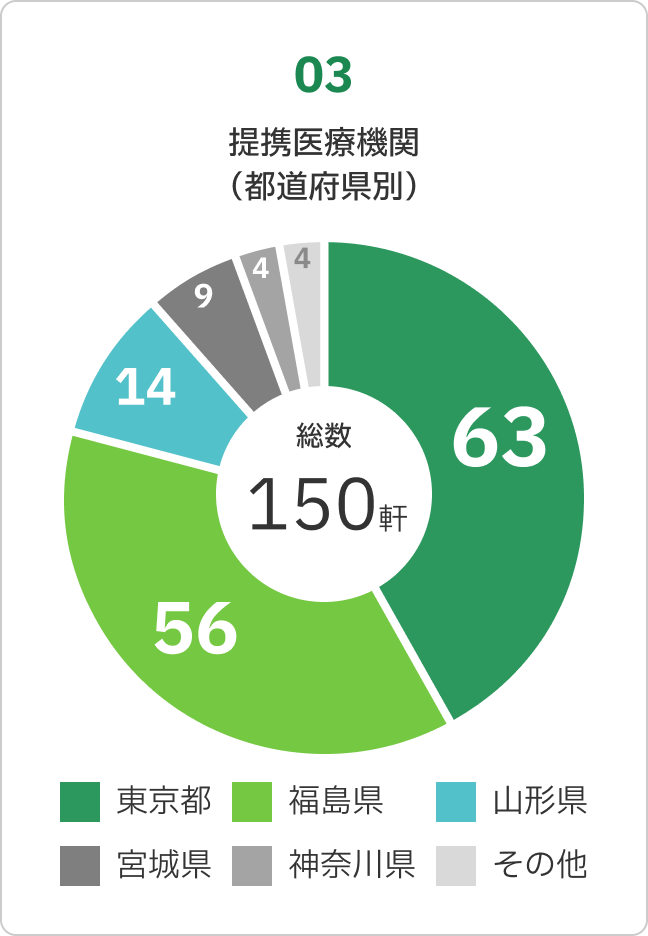 03
提携医療機関
（都道府県別）
4
4
9
14
63
総数
150軒
56
東京都 福島県 山形県
宮城県 神奈川県 その他